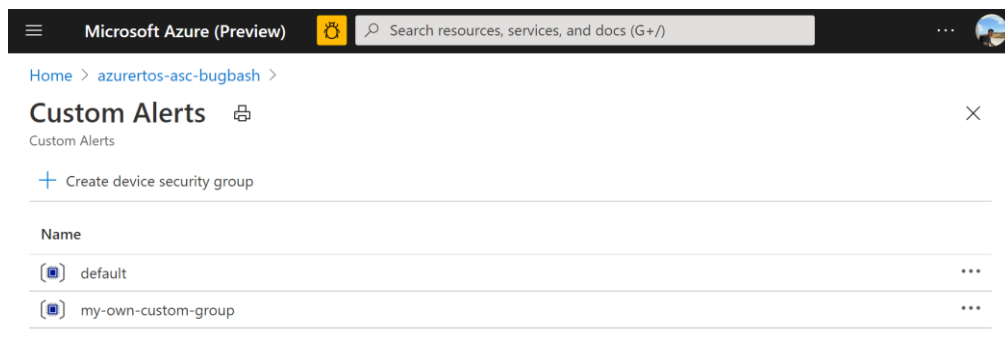 Microsoft Azure (Preview) Search resources, services, and docs (G+/) ...
Home > azurertos-asc-bugbash >
Custom Alerts
Custom Alerts
+ Create device security group
Name
default ...
my-own-custom-group ...